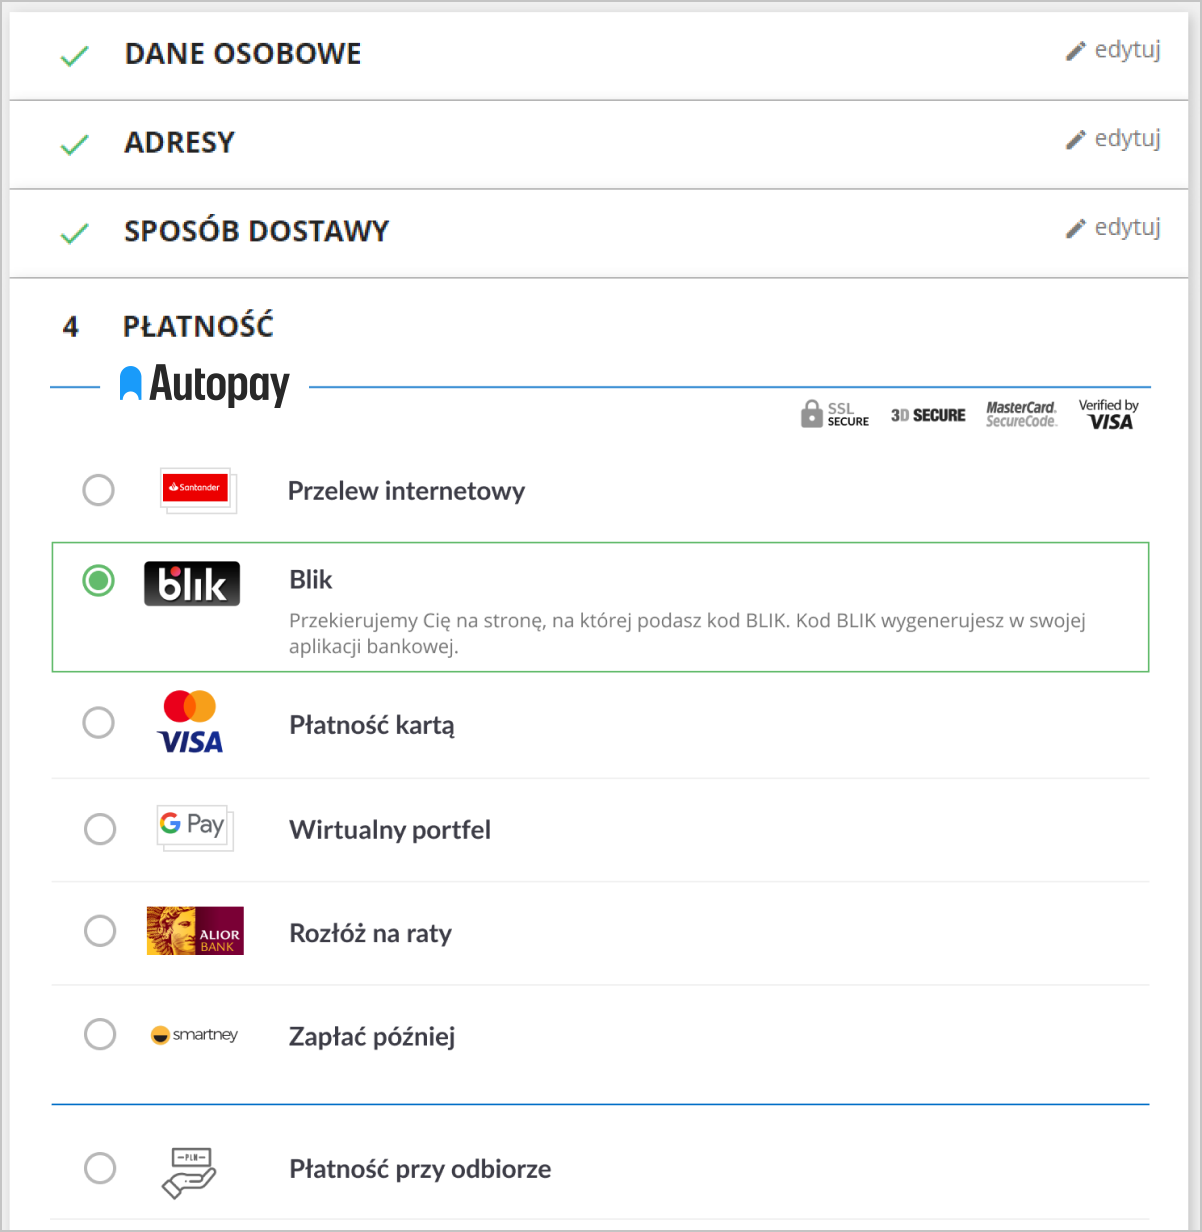 DANE OSOBOWE
edytuj
ADRESY
edytuj
SPOSÓB DOSTAWY
edytuj
4 PŁATNOŚĆ
Autopay
SSL SECURE
3D SECURE
MasterCard. SecureCode.
Verified by VISA
Santander
Przelew internetowy
blik
Blik
Przekierujemy Cię na stronę, na której podasz kod BLIK. Kod BLIK wygenerujesz w swojej
aplikacji bankowej.
VISA
Płatność kartą
G Pay
Wirtualny portfel
ALIOR BANK
Rozłóż na raty
smartney
Zapłać później
PLN
Płatność przy odbiorze